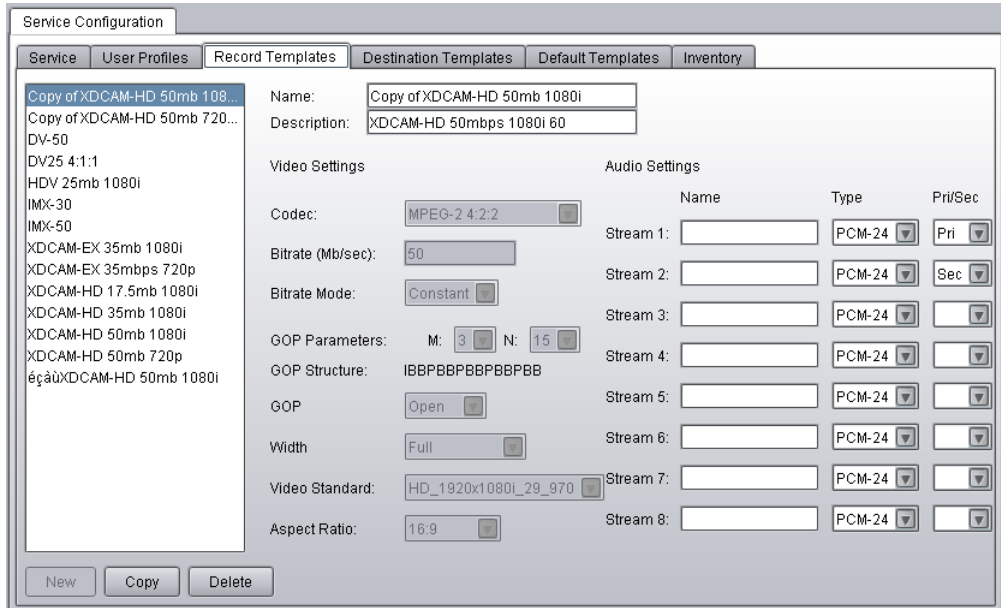 Service Configuration
Service User Profiles Record Templates Destination Templates Default Templates Inventory
Copy of XDCAM-HD 50mb 108...
Copy of XDCAM-HD 50mb 720...
DV-50
DV25 4:1:1
HDV 25mb 1080i
IMX-30
IMX-50
XDCAM-EX 35mb 1080i
XDCAM-EX 35mbps 720p
XDCAM-HD 17.5mb 1080i
XDCAM-HD 35mb 1080i
XDCAM-HD 50mb 1080i
XDCAM-HD 50mb 720p
éçàùXDCAM-HD 50mb 1080i
New Copy Delete
Name: Copy of XDCAM-HD 50mb 1080i
Description: XDCAM-HD 50mbps 1080i 60
Video Settings
Codec: MPEG-2 4:2:2
Bitrate (Mb/sec): 50
Bitrate Mode: Constant
GOP Parameters: M: 3 N: 15
GOP Structure: IBBPBBPBBPBBPBB
GOP Open
Width Full
Video Standard: HD_1920x1080i_29_970
Aspect Ratio: 16:9
Audio Settings
Name Type Pri/Sec
Stream 1: PCM-24 Pri
Stream 2: PCM-24 Sec
Stream 3: PCM-24
Stream 4: PCM-24
Stream 5: PCM-24
Stream 6: PCM-24
Stream 7: PCM-24
Stream 8: PCM-24